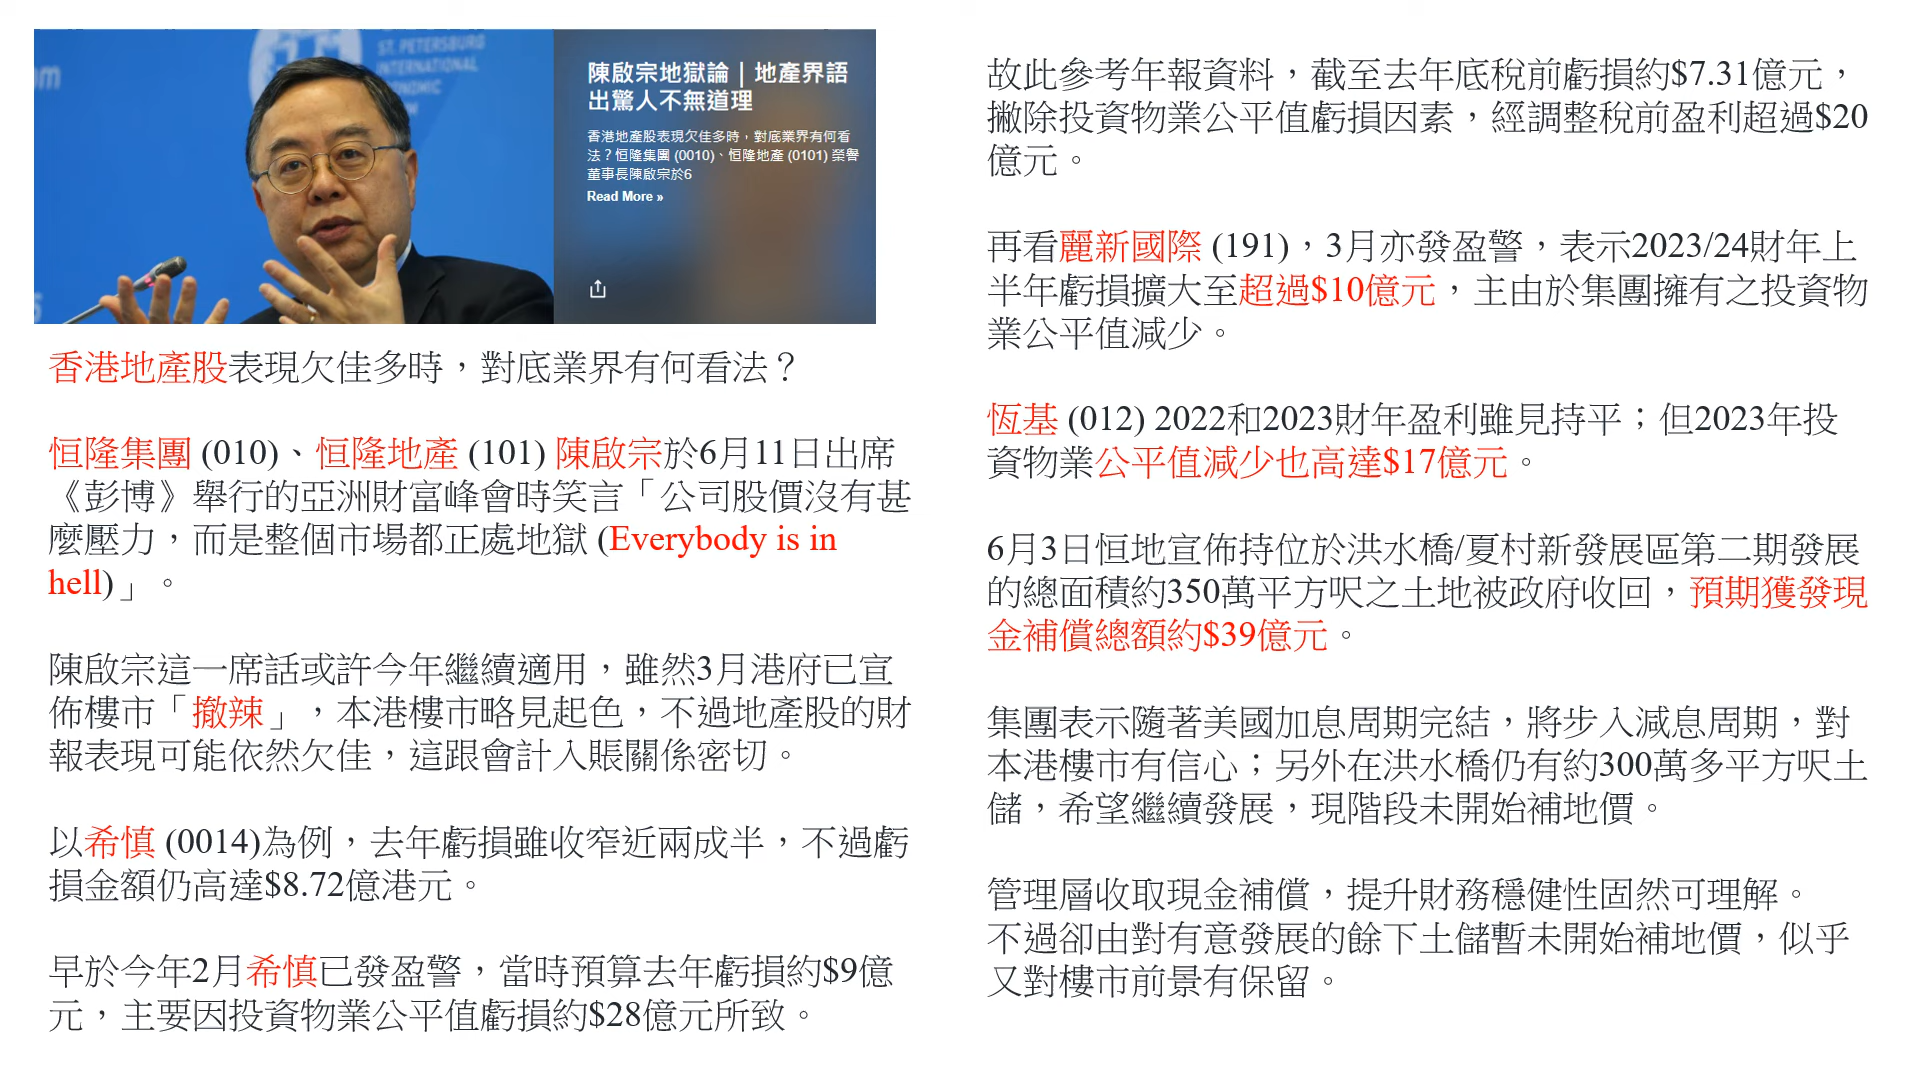 ST. PETERSBURG
INTERNATIONAL
陳啟宗地獄論｜地產界語
出驚人不無道理
香港地產股表現欠佳多時，對底業界有何看
法？恒隆集團 (0010)、恒隆地產 (0101) 榮譽
董事長陳啟宗於6
Read More »
香港地產股表現欠佳多時，對底業界有何看法？
恒隆集團 (010)、恒隆地產 (101) 陳啟宗於6月11日出席
《彭博》舉行的亞洲財富峰會時笑言「公司股價沒有甚
麼壓力，而是整個市場都正處地獄 (Everybody is in
hell)」。
陳啟宗這一席話或許今年繼續適用，雖然3月港府已宣
佈樓市「撤辣」，本港樓市略見起色，不過地產股的財
報表現可能依然欠佳，這跟會計入賬關係密切。
以希慎 (0014)為例，去年虧損雖收窄近兩成半，不過虧
損金額仍高達$8.72億港元。
早於今年2月希慎已發盈警，當時預算去年虧損約$9億
元，主要因投資物業公平值虧損約$28億元所致。
故此參考年報資料，截至去年底稅前虧損約$7.31億元，
撇除投資物業公平值虧損因素，經調整稅前盈利超過$20
億元。
再看麗新國際 (191)，3月亦發盈警，表示2023/24財年上
半年虧損擴大至超過$10億元，主由於集團擁有之投資物
業公平值減少。
恆基 (012) 2022和2023財年盈利雖見持平；但2023年投
資物業公平值減少也高達$17億元。
6月3日恒地宣佈持位於洪水橋/夏村新發展區第二期發展
的總面積約350萬平方呎之土地被政府收回，預期獲發現
金補償總額約$39億元。
集團表示隨著美國加息周期完結，將步入減息周期，對
本港樓市有信心；另外在洪水橋仍有約300萬多平方呎土
儲，希望繼續發展，現階段未開始補地價。
管理層收取現金補償，提升財務穩健性固然可理解。
不過卻由對有意發展的餘下土儲暫未開始補地價，似乎
又對樓市前景有保留。